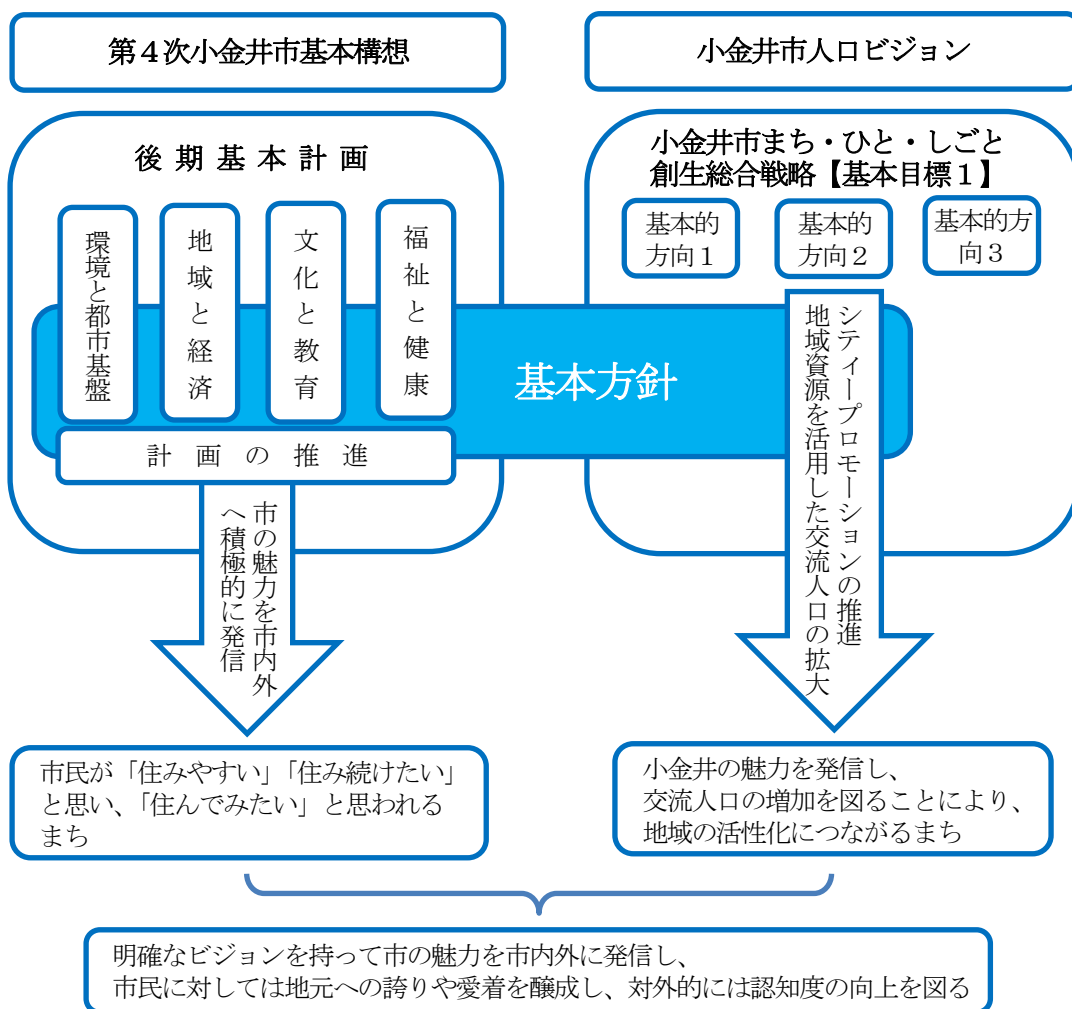 第４次小金井市基本構想
小金井市人口ビジョン
後期基本計画
環境と都市基盤
地域と経済
文化と教育
福祉と健康
計画の推進
小金井市まち・ひと・しごと
創生総合戦略【基本目標１】
基本的
方向１
基本的
方向２
基本的方
向３
基本方針
市の魅力を市内外
へ積極的に発信
シティープロモーションの推進
地域資源を活用した交流人口の拡大
市民が「住みやすい」「住み続けたい」
と思い、「住んでみたい」と思われる
まち
小金井の魅力を発信し、
交流人口の増加を図ることにより、
地域の活性化につながるまち
明確なビジョンを持って市の魅力を市内外に発信し、
市民に対しては地元への誇りや愛着を醸成し、対外的には認知度の向上を図る